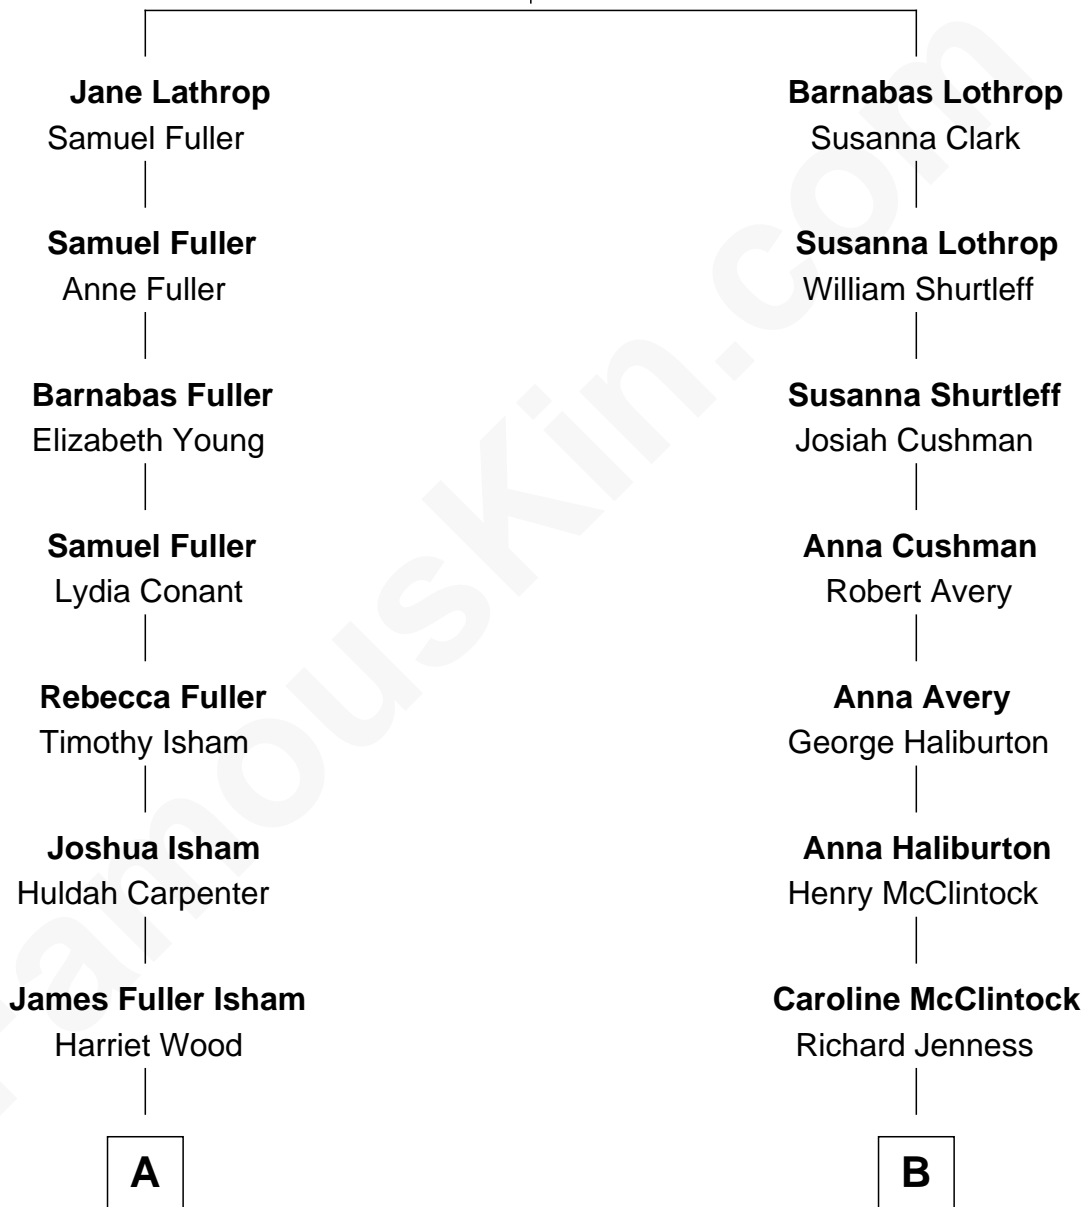 Jane Lathrop
Samuel Fuller
Samuel Fuller
Anne Fuller
Barnabas Fuller
Elizabeth Young
Samuel Fuller
Lydia Conant
Rebecca Fuller
Timothy Isham
Joshua Isham
Huldah Carpenter
James Fuller Isham
Harriet Wood
A
Barnabas Lothrop
Susanna Clark
Susanna Lothrop
William Shurtleff
Susanna Shurtleff
Josiah Cushman
Anna Cushman
Robert Avery
Anna Avery
George Haliburton
Anna Haliburton
Henry McClintock
Caroline McClintock
Richard Jenness
B
FamousKin.com